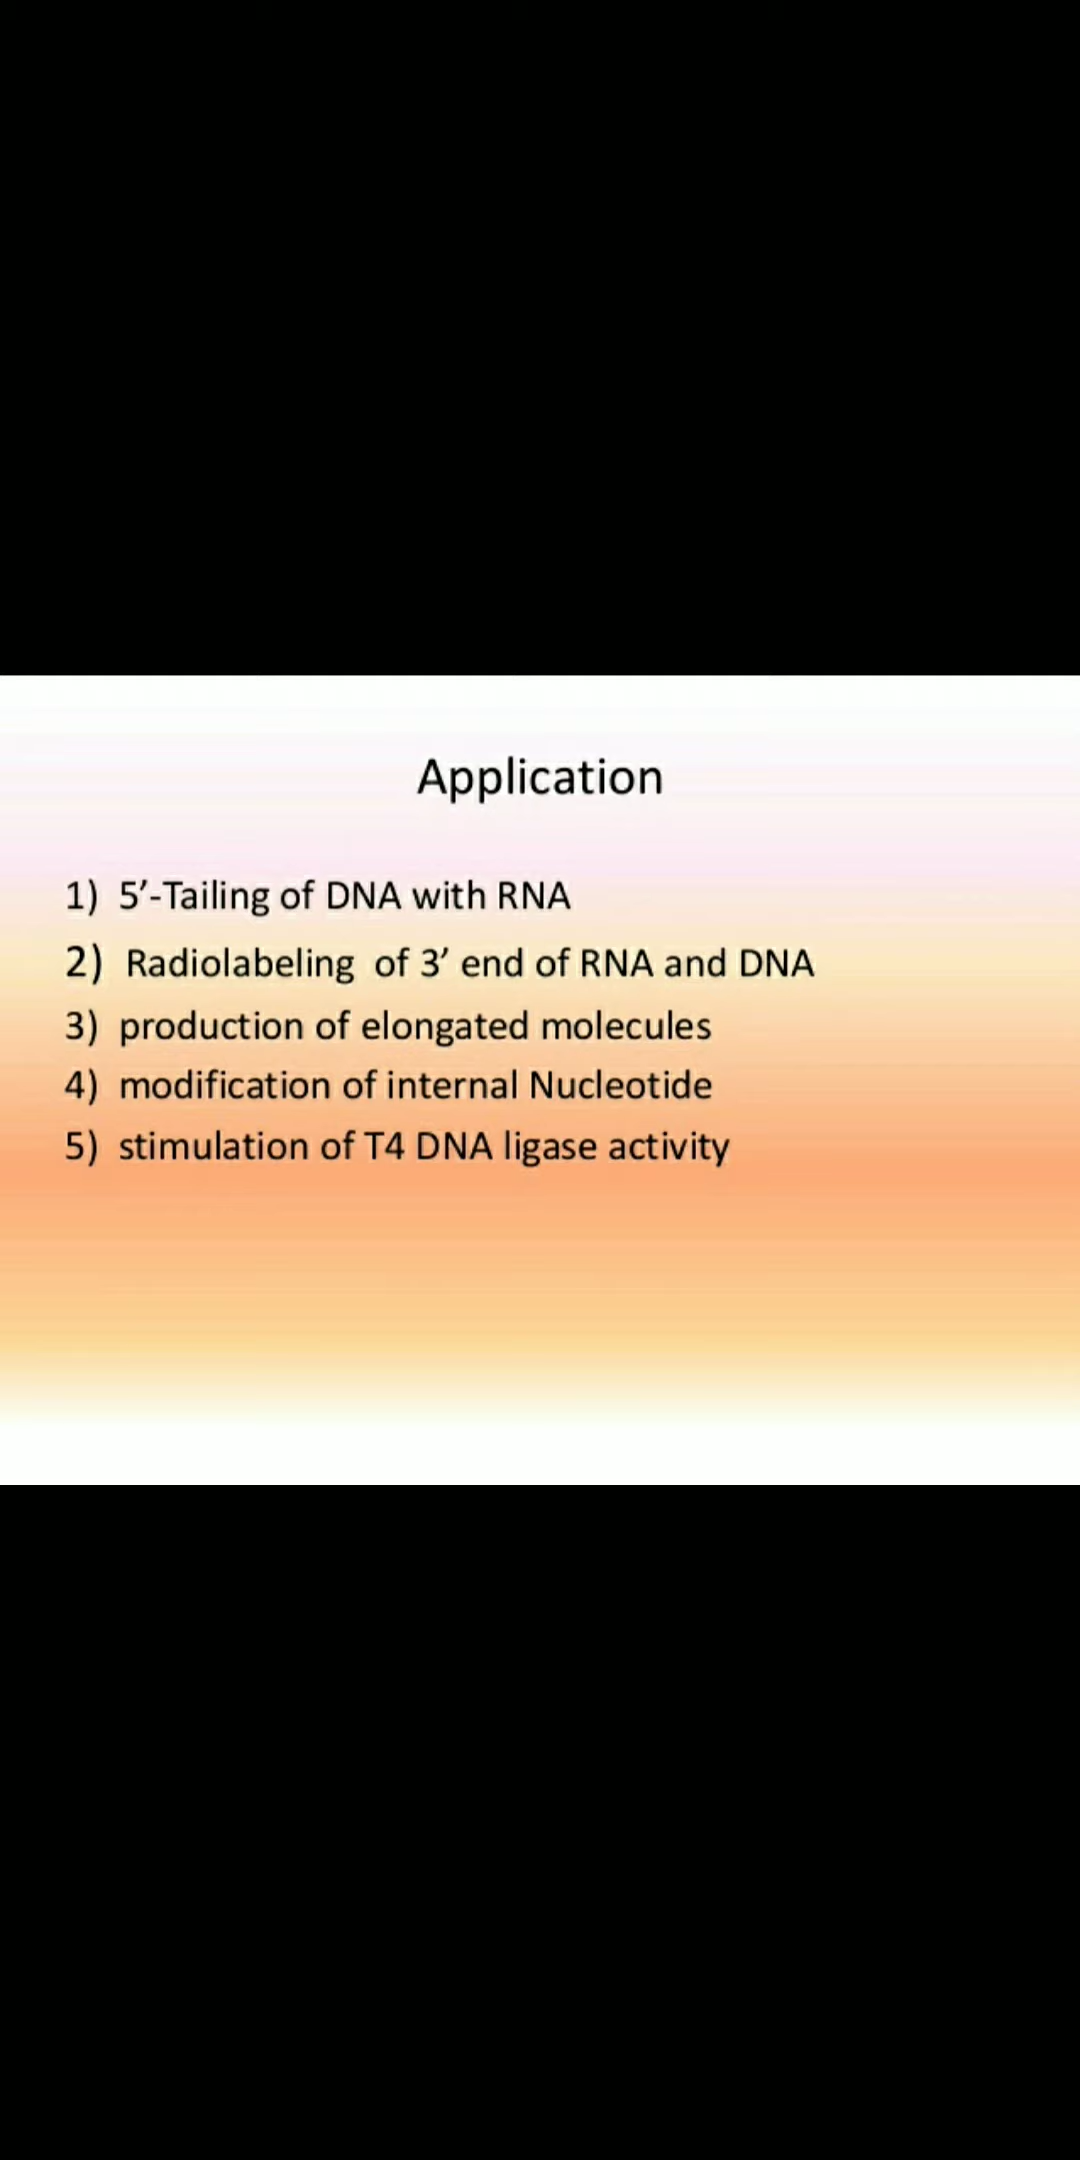 Application
1) 5′-Tailing of DNA with RNA
2) Radiolabeling of 3′ end of RNA and DNA
3) production of elongated molecules
4) modification of internal Nucleotide
5) stimulation of T4 DNA ligase activity